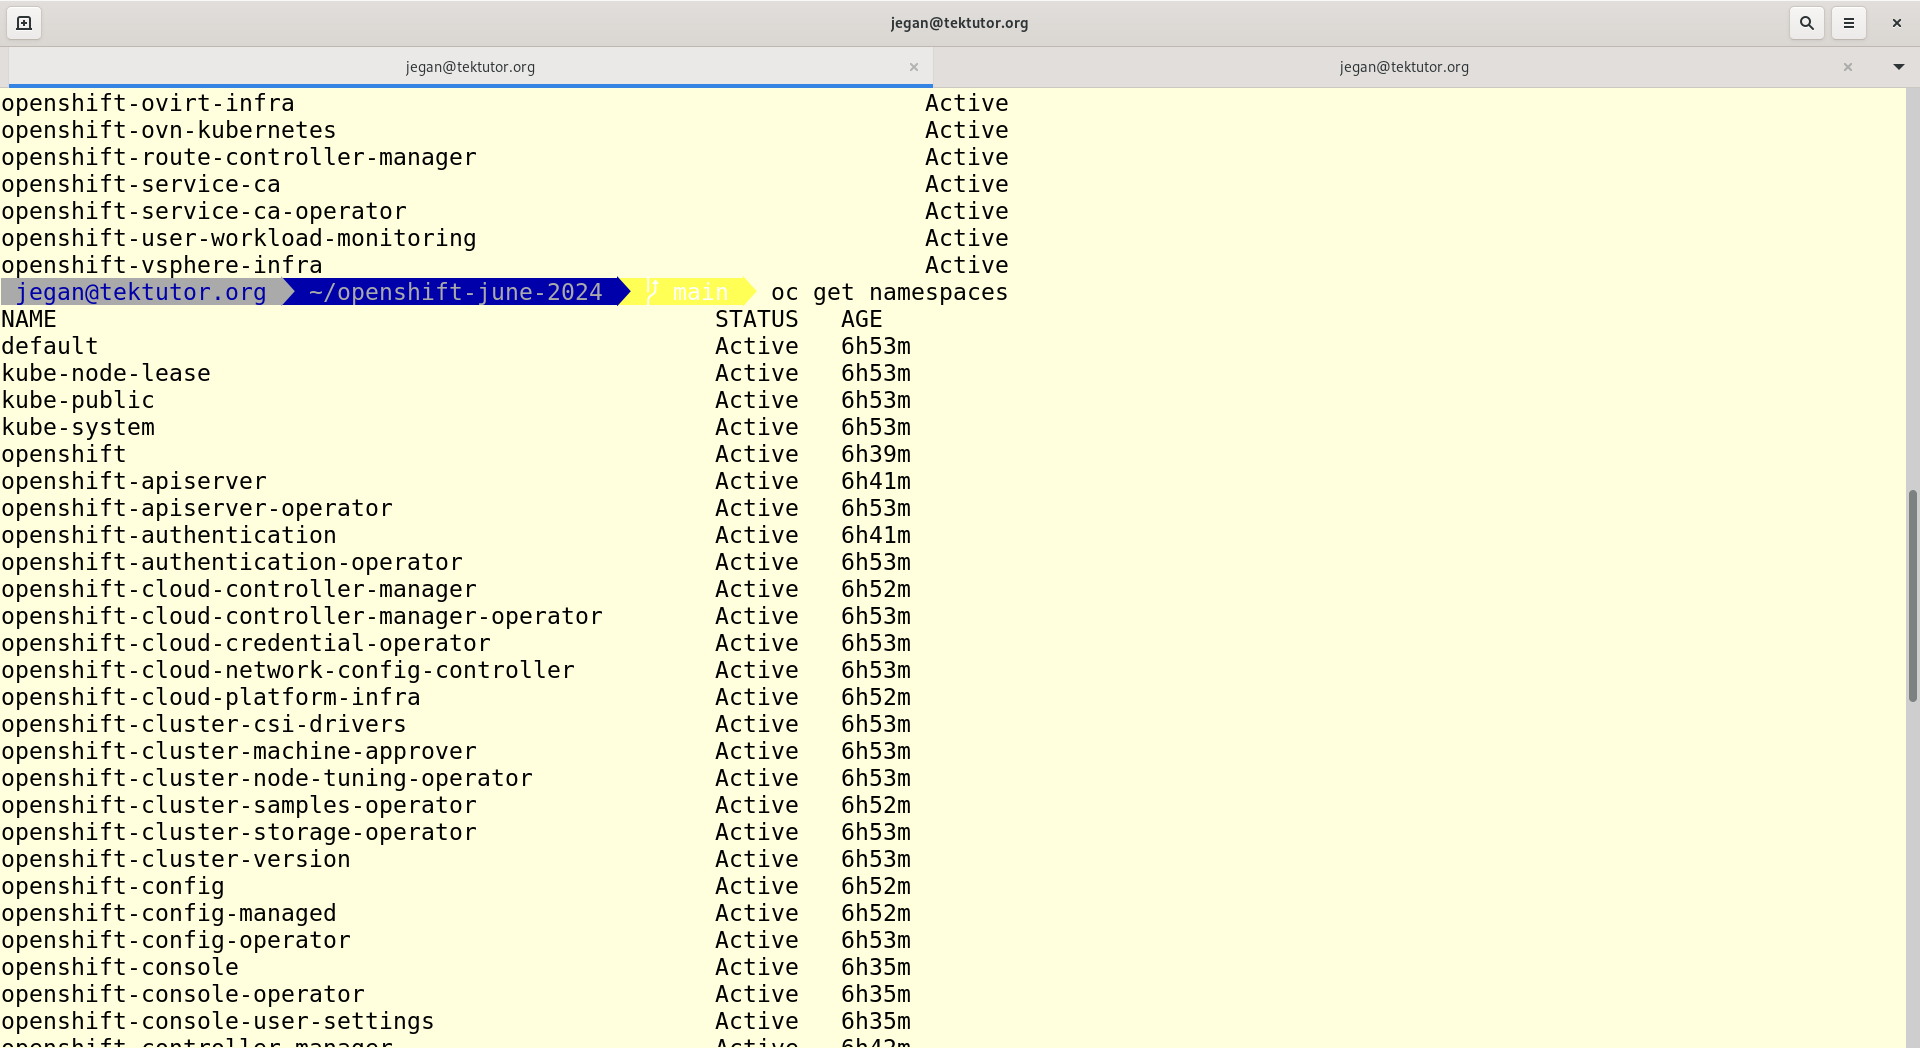 jegan@tektutor.org
jegan@tektutor.org jegan@tektutor.org
openshift-ovirt-infra Active
openshift-ovn-kubernetes Active
openshift-route-controller-manager Active
openshift-service-ca Active
openshift-service-ca-operator Active
openshift-user-workload-monitoring Active
openshift-vsphere-infra Active
jegan@tektutor.org ~/openshift-june-2024 main oc get namespaces
NAME STATUS AGE
default Active 6h53m
kube-node-lease Active 6h53m
kube-public Active 6h53m
kube-system Active 6h53m
openshift Active 6h39m
openshift-apiserver Active 6h41m
openshift-apiserver-operator Active 6h53m
openshift-authentication Active 6h41m
openshift-authentication-operator Active 6h53m
openshift-cloud-controller-manager Active 6h52m
openshift-cloud-controller-manager-operator Active 6h53m
openshift-cloud-credential-operator Active 6h53m
openshift-cloud-network-config-controller Active 6h53m
openshift-cloud-platform-infra Active 6h52m
openshift-cluster-csi-drivers Active 6h53m
openshift-cluster-machine-approver Active 6h53m
openshift-cluster-node-tuning-operator Active 6h53m
openshift-cluster-samples-operator Active 6h52m
openshift-cluster-storage-operator Active 6h53m
openshift-cluster-version Active 6h53m
openshift-config Active 6h52m
openshift-config-managed Active 6h52m
openshift-config-operator Active 6h53m
openshift-console Active 6h35m
openshift-console-operator Active 6h35m
openshift-console-user-settings Active 6h35m
openshift-controller-manager Active 6h42m